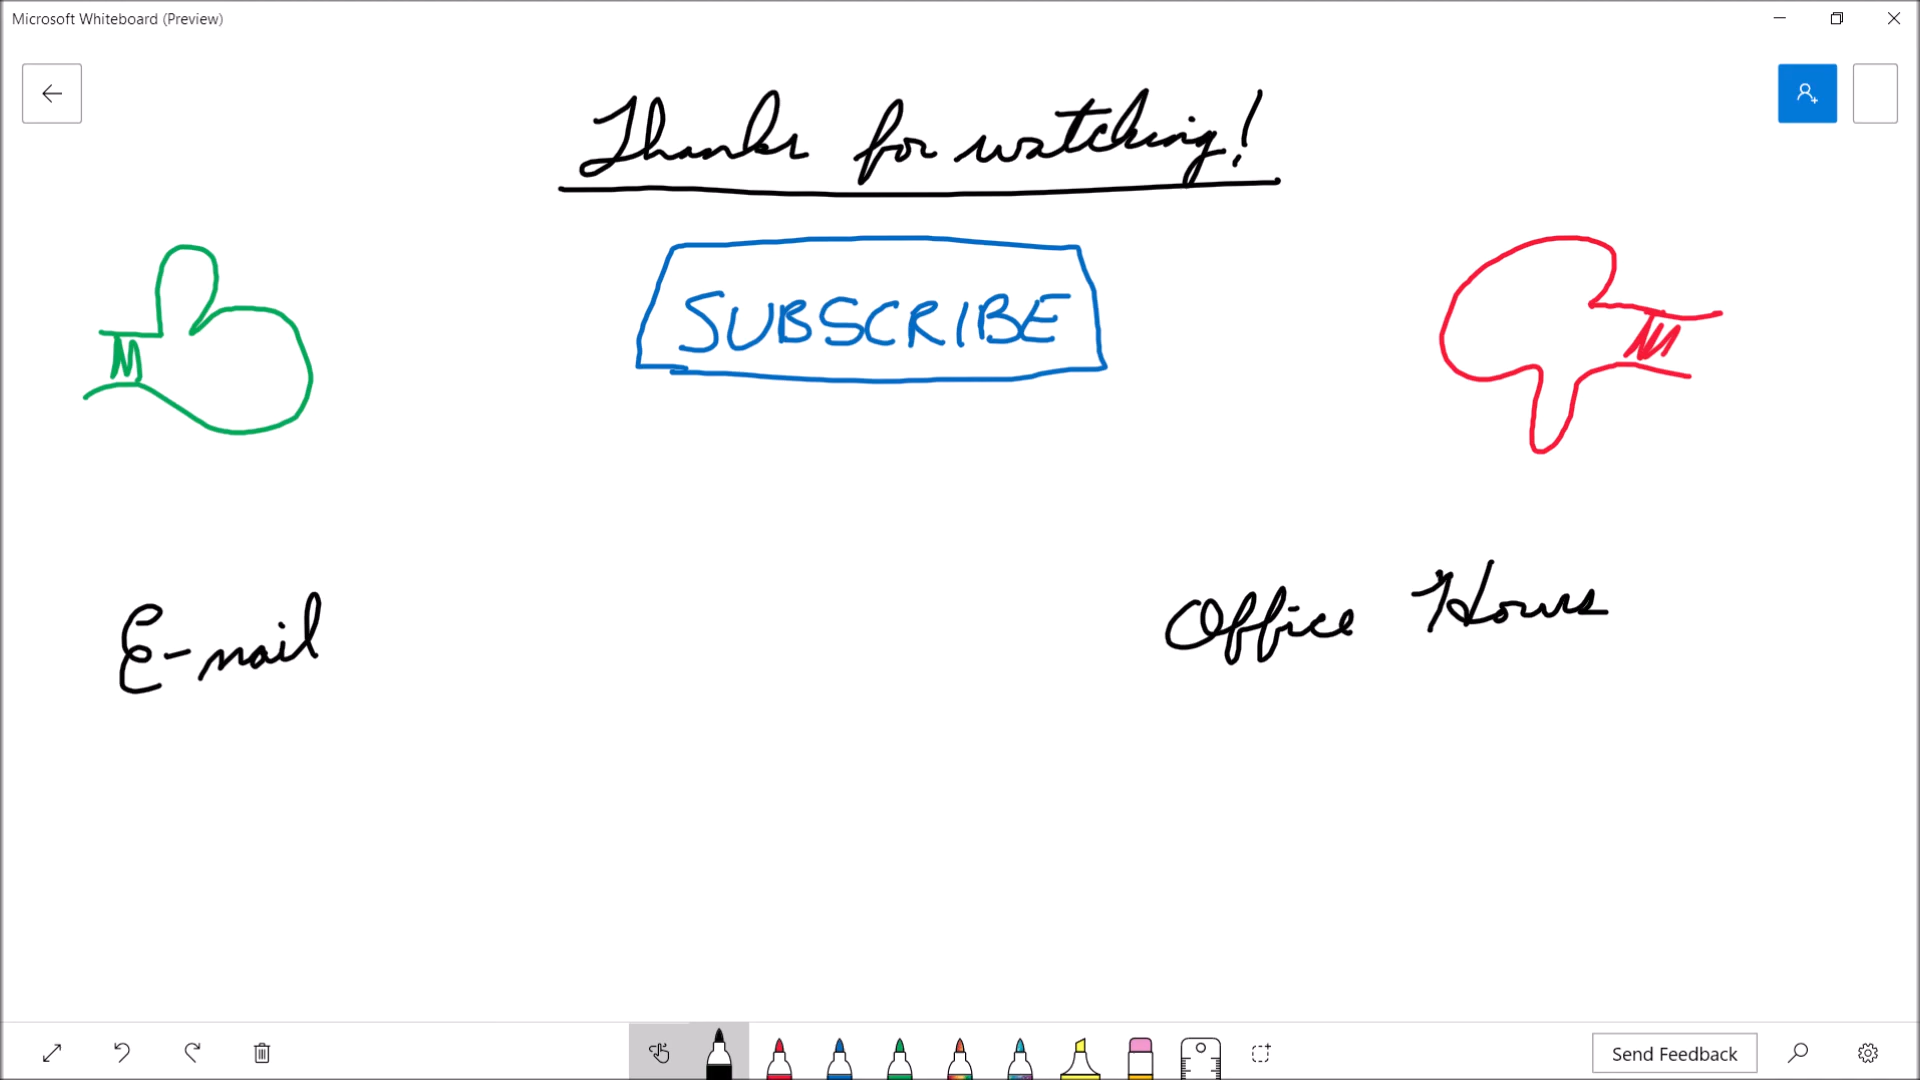 Microsoft Whiteboard (Preview)
Thanks for watching!
SUBSCRIBE
E-mail
Office Hours
Send Feedback